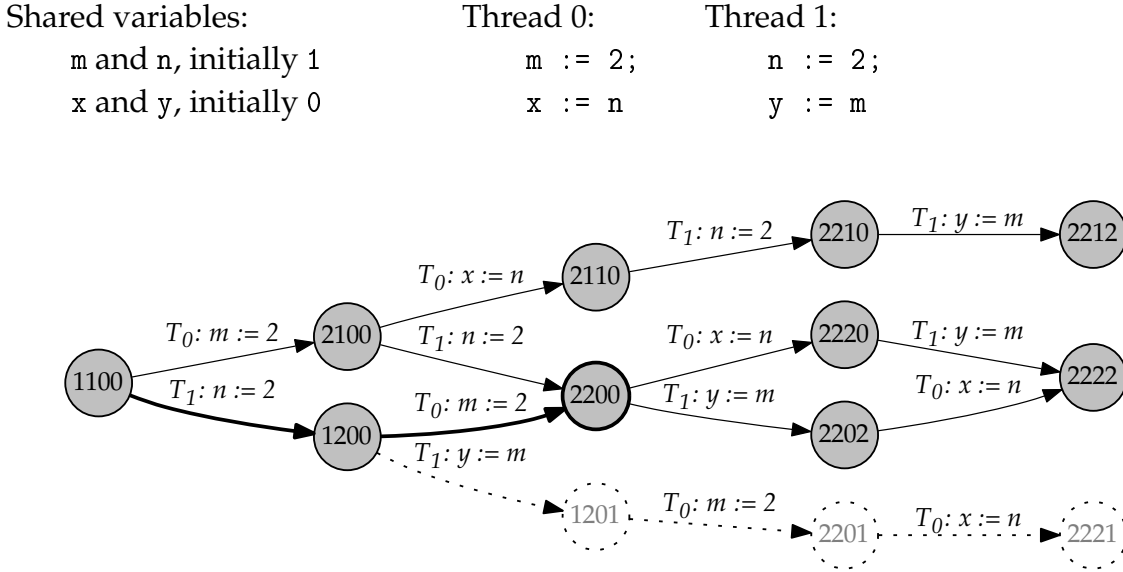 Shared variables: Thread 0: Thread 1:
m and n, initially 1 m := 2; n := 2;
x and y, initially 0 x := n y := m
T0: x := n
T1: n := 2
2210
T1: y := m
2212
2110
T0: m := 2
2100
T1: n := 2
T0: x := n
2220
T1: y := m
1100
T1: n := 2
T0: m := 2
2200
T1: y := m
T0: x := n
2222
1200
T1: y := m
2202
1201
T0: m := 2
2201
T0: x := n
2221